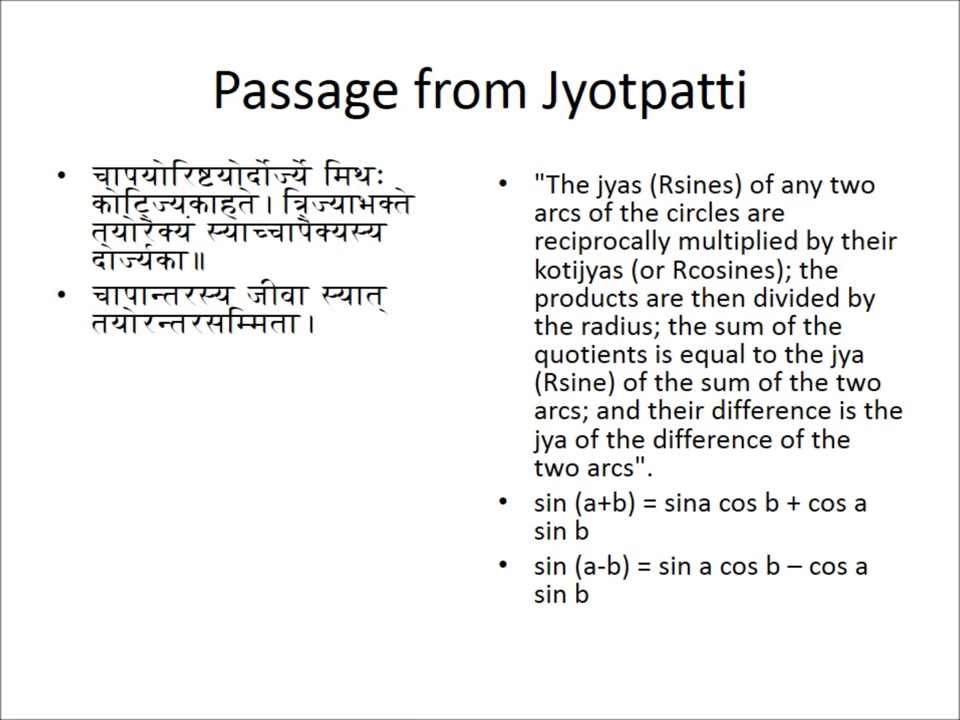 Passage from Jyotpatti
• चापयोरिष्टयोर्दोर्ज्ये मिथः
कोटिज्यकाहते। त्रिज्याभक्ते
तयोरैक्यं स्याच्चापैक्यस्य
दोर्ज्यका॥
• चापान्तरस्य जीवा स्यात्
तयोरन्तरसम्मिता।
• "The jyas (Rsines) of any two
arcs of the circles are
reciprocally multiplied by their
kotijyas (or Rcosines); the
products are then divided by
the radius; the sum of the
quotients is equal to the jya
(Rsine) of the sum of the two
arcs; and their difference is the
jya of the difference of the
two arcs".
• sin (a+b) = sina cos b + cos a
sin b
• sin (a-b) = sin a cos b – cos a
sin b